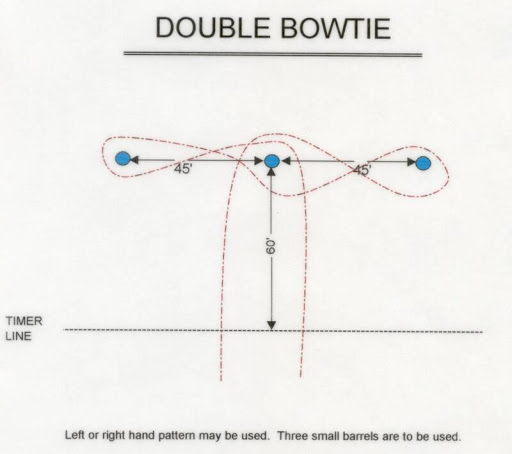 DOUBLE BOWTIE
45'
45'
60'
TIMER
LINE
Left or right hand pattern may be used. Three small barrels are to be used.